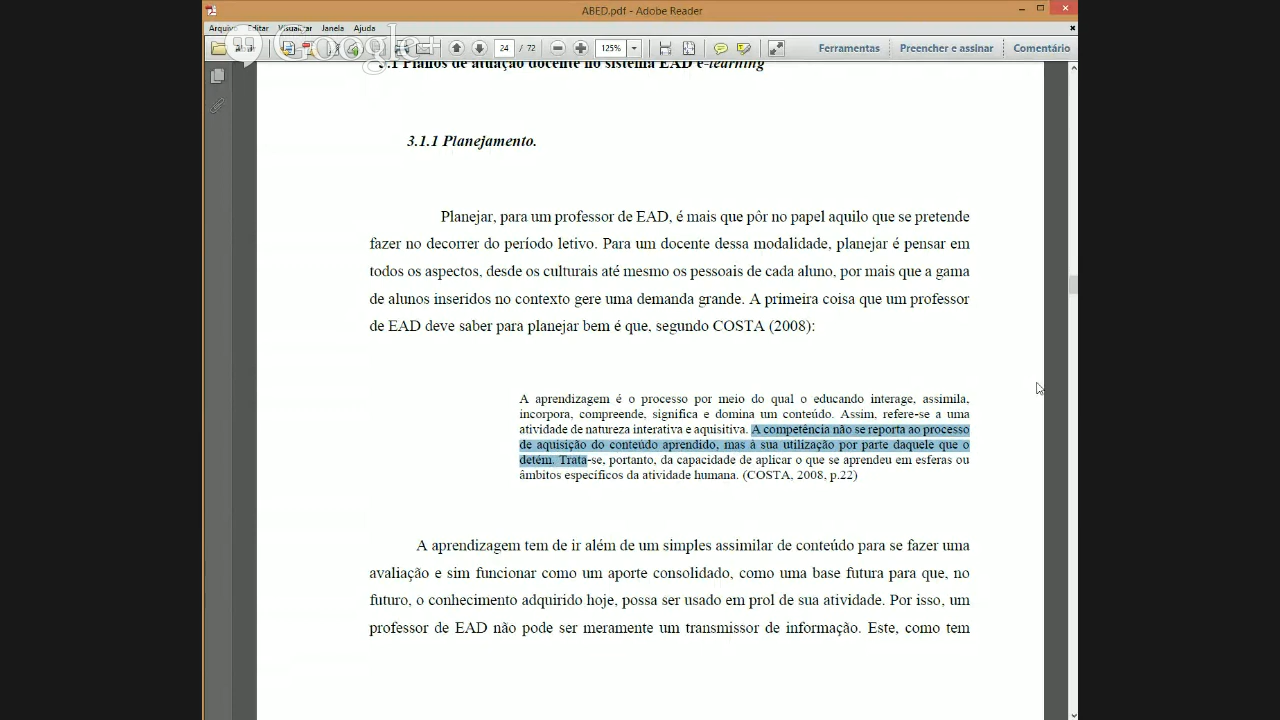 ABED.pdf - Adobe Reader
Arquivo Editar Visualizar Janela Ajuda
Google+
24 / 72 125% Ferramentas Preencher e assinar Comentário
3.1 Planos de atuação docente no sistema EAD e-learning
3.1.1 Planejamento.
Planejar, para um professor de EAD, é mais que pôr no papel aquilo que se pretende
fazer no decorrer do período letivo. Para um docente dessa modalidade, planejar é pensar em
todos os aspectos, desde os culturais até mesmo os pessoais de cada aluno, por mais que a gama
de alunos inseridos no contexto gere uma demanda grande. A primeira coisa que um professor
de EAD deve saber para planejar bem é que, segundo COSTA (2008):
A aprendizagem é o processo por meio do qual o educando interage, assimila,
incorpora, compreende, significa e domina um conteúdo. Assim, refere-se a uma
atividade de natureza interativa e aquisitiva. A competência não se reporta ao processo
de aquisição do conteúdo aprendido, mas à sua utilização por parte daquele que o
detém. Trata-se, portanto, da capacidade de aplicar o que se aprendeu em esferas ou
âmbitos específicos da atividade humana. (COSTA, 2008, p.22)
A aprendizagem tem de ir além de um simples assimilar de conteúdo para se fazer uma
avaliação e sim funcionar como um aporte consolidado, como uma base futura para que, no
futuro, o conhecimento adquirido hoje, possa ser usado em prol de sua atividade. Por isso, um
professor de EAD não pode ser meramente um transmissor de informação. Este, como tem